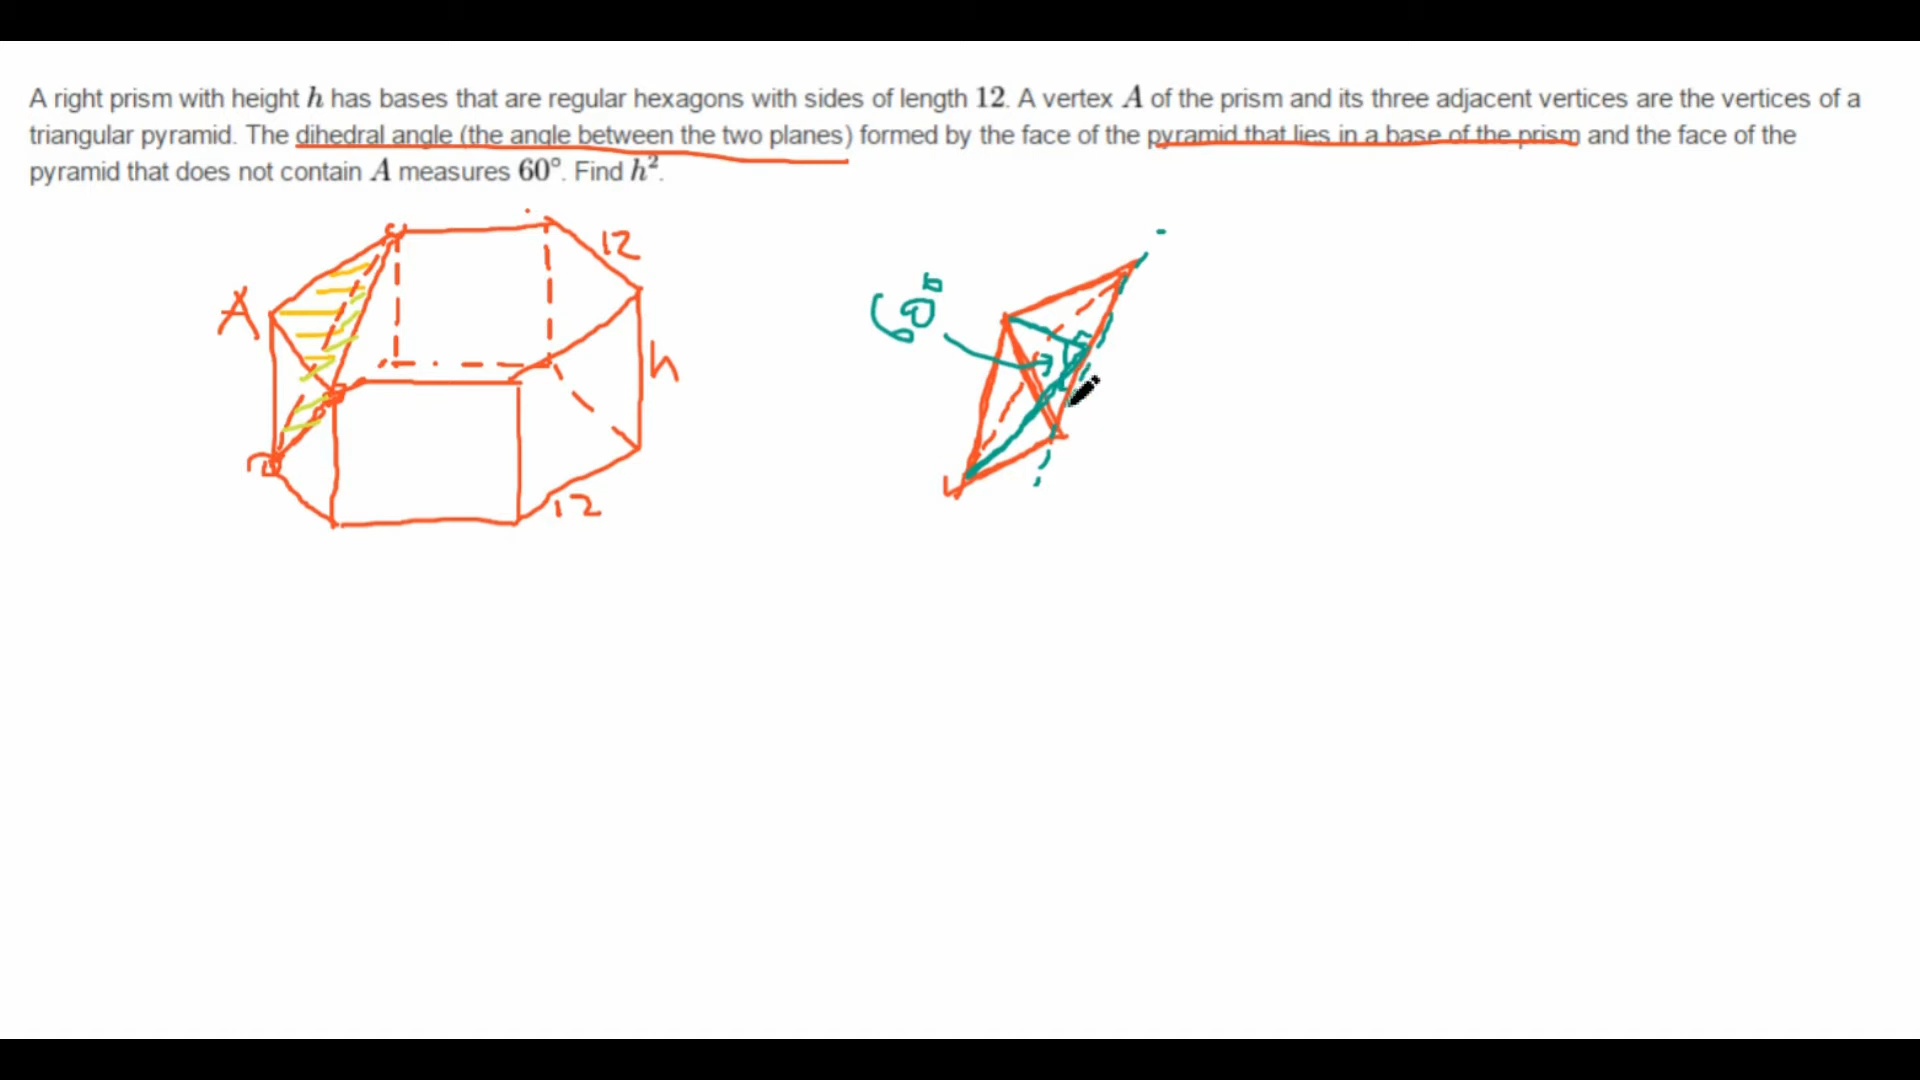 A right prism with height h has bases that are regular hexagons with sides of length 12. A vertex A of the prism and its three adjacent vertices are the vertices of a
triangular pyramid. The dihedral angle (the angle between the two planes) formed by the face of the pyramid that lies in a base of the prism and the face of the
pyramid that does not contain A measures 60°. Find h².
12
A
60°
h
12